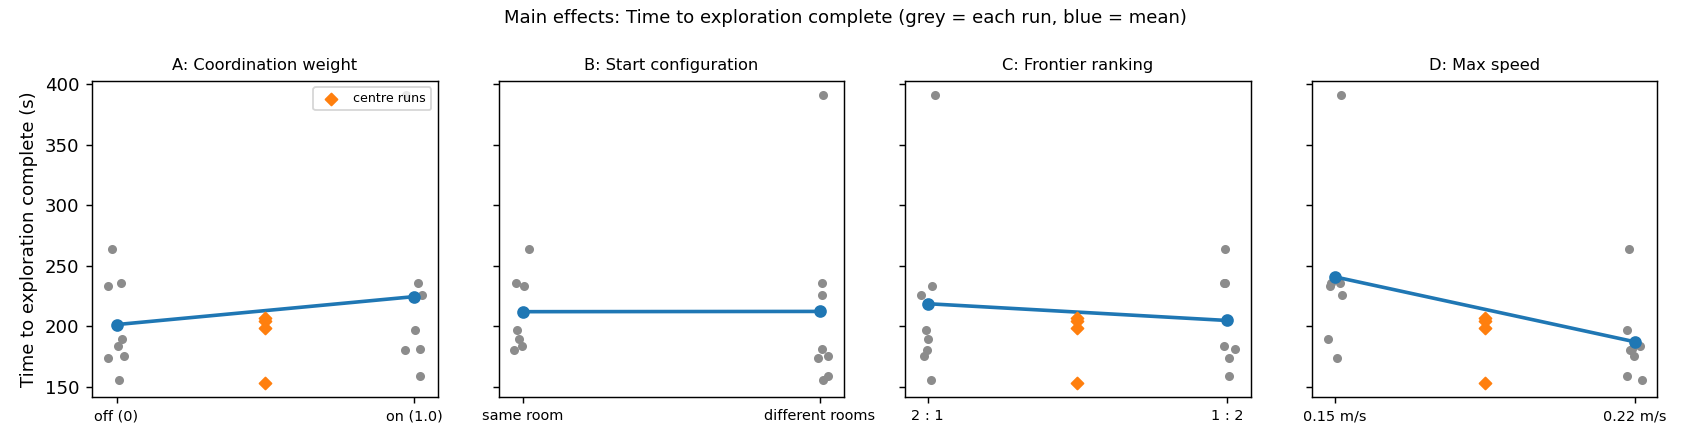 Main effects: Time to exploration complete (grey = each run, blue = mean)
A: Coordination weight
B: Start configuration
C: Frontier ranking
D: Max speed
Time to exploration complete (s)
400
350
300
250
200
150
centre runs
off (0)
on (1.0)
same room
different rooms
2 : 1
1 : 2
0.15 m/s
0.22 m/s